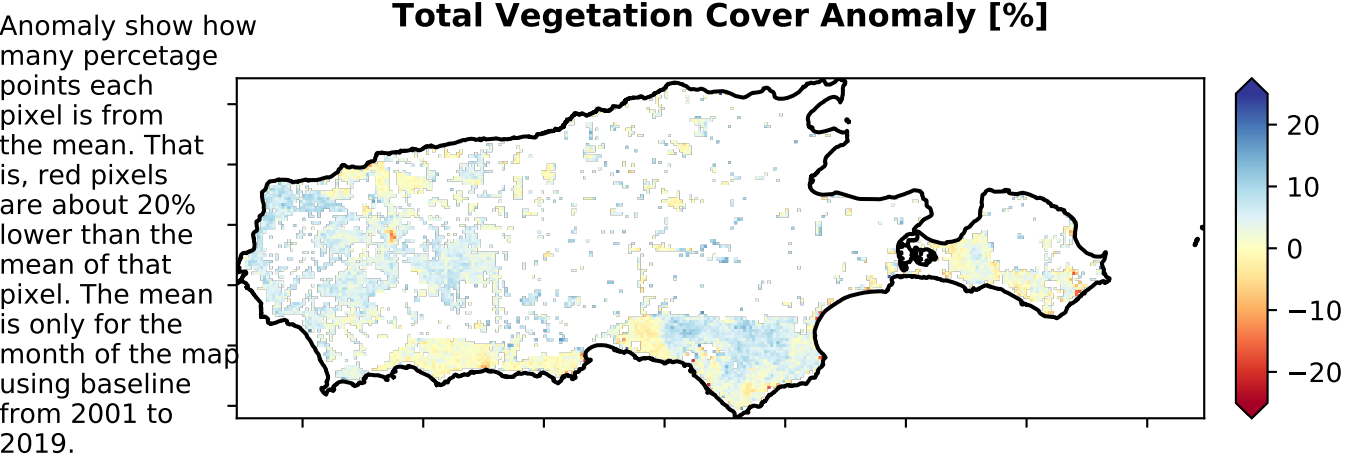 Total Vegetation Cover Anomaly [%]
Anomaly show how
many percetage
points each
pixel is from
the mean. That
is, red pixels
are about 20%
lower than the
mean of that
pixel. The mean
is only for the
month of the map
using baseline
from 2001 to
2019.
20
10
0
−10
−20